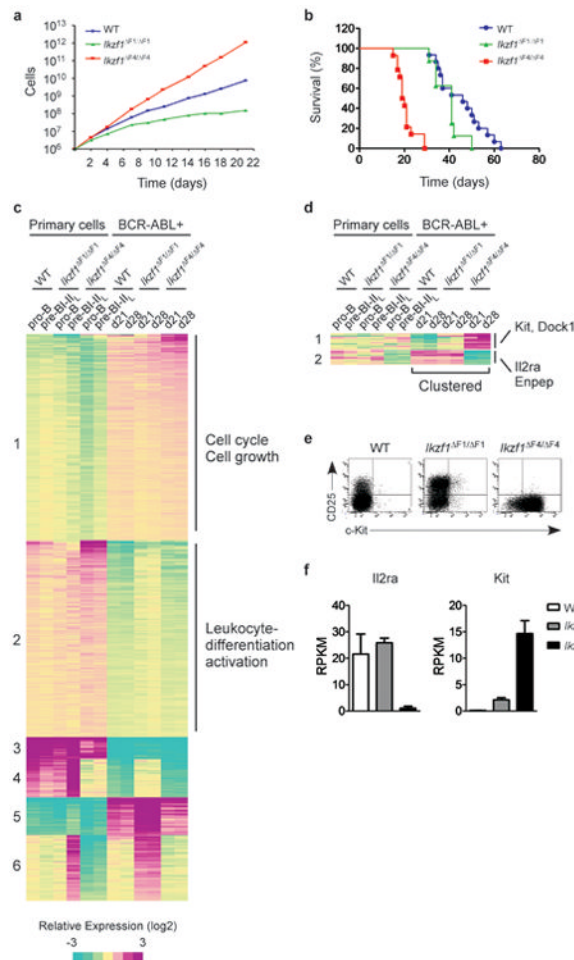 a
10^13
10^12
10^11
10^10
10^9
10^8
10^7
10^6
Cells
0 2 4 6 8 10 12 14 16 18 20 22
Time (days)
WT
Ikzf1^ΔF1/ΔF1
Ikzf1^ΔF4/ΔF4
b
120
100
80
60
40
20
0
Survival (%)
0 20 40 60 80
Time (days)
WT
Ikzf1^ΔF1/ΔF1
Ikzf1^ΔF4/ΔF4
c
Primary cells BCR-ABL+
WT Ikzf1^ΔF1/ΔF1 Ikzf1^ΔF4/ΔF4 WT Ikzf1^ΔF1/ΔF1 Ikzf1^ΔF4/ΔF4
pro-B pre-BI-II_L pro-B pre-BI-II_L pro-B pre-BI-II_L d21 d28 d21 d28 d21 d28
1
Cell cycle
Cell growth
2
Leukocyte-
differentiation
activation
3
4
5
6
Relative Expression (log2)
-3 3
d
Primary cells BCR-ABL+
WT Ikzf1^ΔF1/ΔF1 Ikzf1^ΔF4/ΔF4 WT Ikzf1^ΔF1/ΔF1 Ikzf1^ΔF4/ΔF4
pro-B pre-BI-II_L pro-B pre-BI-II_L pro-B pre-BI-II_L d21 d28 d21 d28 d21 d28
1
2
Kit, Dock1
Il2ra
Enpep
Clustered
e
WT Ikzf1^ΔF1/ΔF1 Ikzf1^ΔF4/ΔF4
CD25
c-Kit
f
Il2ra
40
30
20
10
0
RPKM
Kit
20
15
10
5
0
RPKM